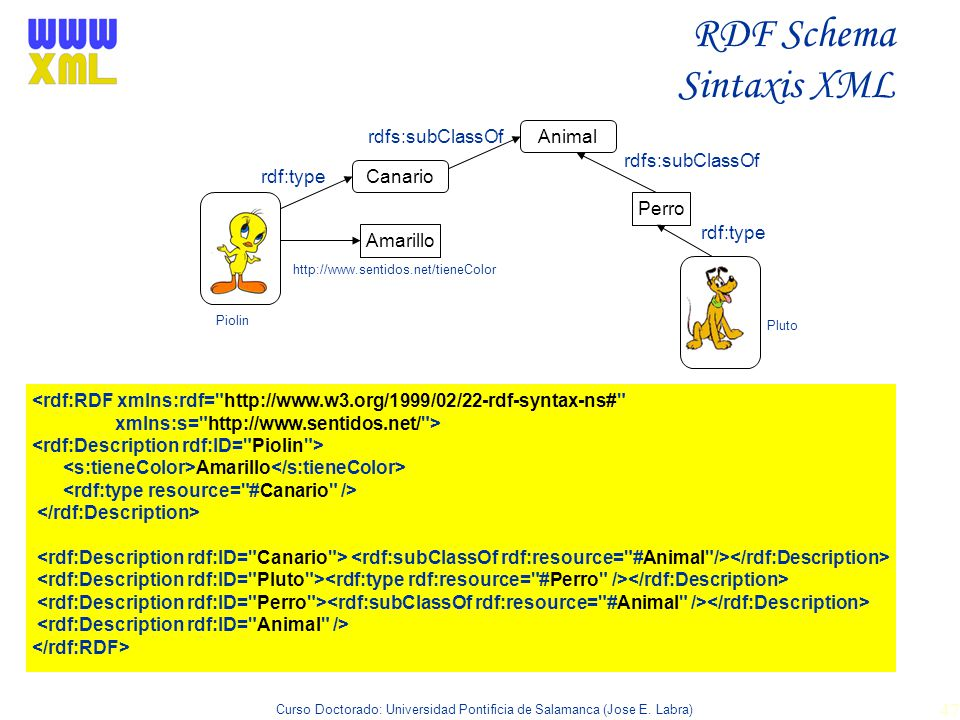 WWW
XML
RDF Schema
Sintaxis XML
rdfs:subClassOf
Animal
rdfs:subClassOf
rdf:type
Canario
Perro
rdf:type
Amarillo
http://www.sentidos.net/tieneColor
Piolin
Pluto
<rdf:RDF xmlns:rdf="http://www.w3.org/1999/02/22-rdf-syntax-ns#"
xmlns:s="http://www.sentidos.net/">
<rdf:Description rdf:ID="Piolin">
<s:tieneColor>Amarillo</s:tieneColor>
<rdf:type resource="#Canario" />
</rdf:Description>
<rdf:Description rdf:ID="Canario"> <rdf:subClassOf rdf:resource="#Animal"/></rdf:Description>
<rdf:Description rdf:ID="Pluto"><rdf:type rdf:resource="#Perro" /></rdf:Description>
<rdf:Description rdf:ID="Perro"><rdf:subClassOf rdf:resource="#Animal" /></rdf:Description>
<rdf:Description rdf:ID="Animal" />
</rdf:RDF>
Curso Doctorado: Universidad Pontificia de Salamanca (Jose E. Labra)
47